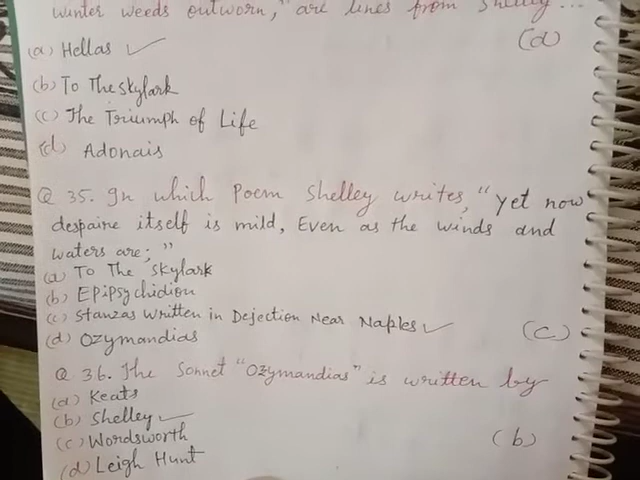 winter weeds outworn," are lines from Shelley...
(a) Hellas ✓ (a)
(b) To The skylark
(c) The Triumph of Life
(d) Adonais
Q 35. In which Poem Shelley writes, "Yet now
despaire itself is mild, Even as the winds and
waters are;"
(a) To The skylark
(b) Epipsychidion
(c) Stanzas Written in Dejection Near Naples ✓ (c)
(d) Ozymandias
Q 36. The Sonnet "Ozymandias" is written by
(a) Keats
(b) Shelley ✓
(c) Wordsworth (b)
(d) Leigh Hunt